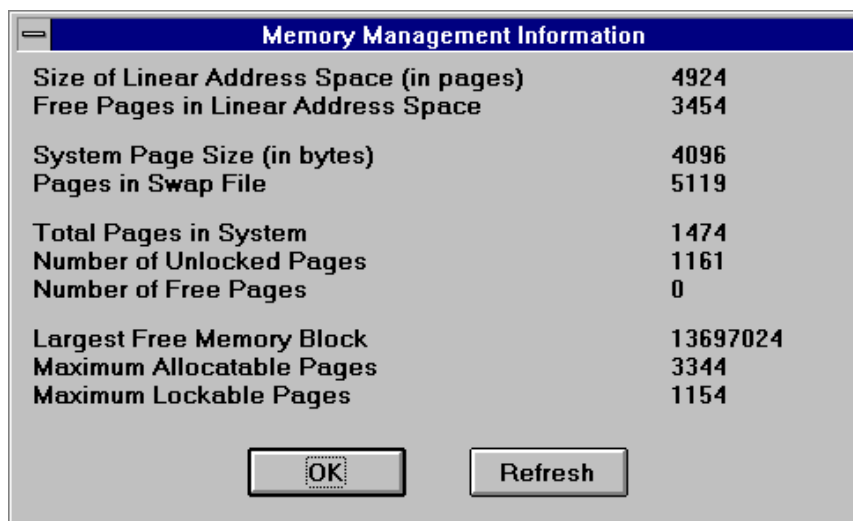 Memory Management Information
Size of Linear Address Space (in pages) 4924
Free Pages in Linear Address Space 3454
System Page Size (in bytes) 4096
Pages in Swap File 5119
Total Pages in System 1474
Number of Unlocked Pages 1161
Number of Free Pages 0
Largest Free Memory Block 13697024
Maximum Allocatable Pages 3344
Maximum Lockable Pages 1154
OK Refresh